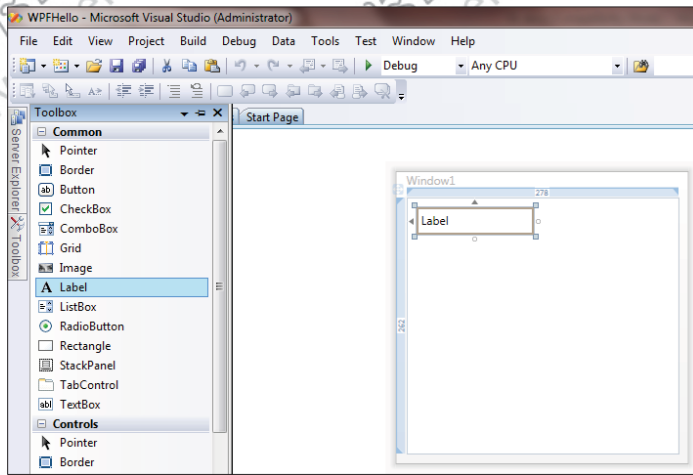 WPFHello - Microsoft Visual Studio (Administrator)
File Edit View Project Build Debug Data Tools Test Window Help
Debug Any CPU
Server Explorer
Toolbox
Toolbox
Common
Pointer
Border
Button
CheckBox
ComboBox
Grid
Image
A Label
ListBox
RadioButton
Rectangle
StackPanel
TabControl
TextBox
Controls
Pointer
Border
Start Page
Window1
278
Label
262